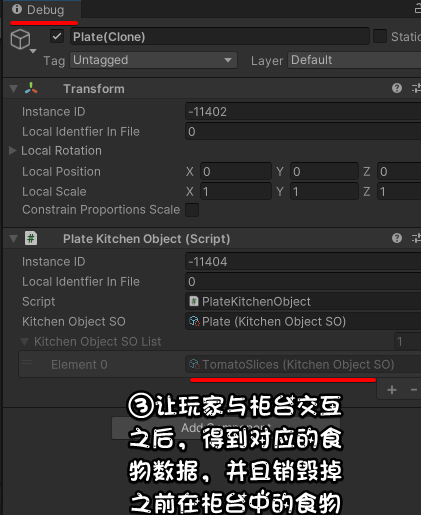 Debug
Plate(Clone)
Static
Tag Untagged Layer Default
Transform
Instance ID -11402
Local Identfier In File 0
Local Rotation
Local Position X 0 Y 0 Z 0
Local Scale X 1 Y 1 Z 1
Constrain Proportions Scale
Plate Kitchen Object (Script)
Instance ID -11404
Local Identfier In File 0
Script PlateKitchenObject
Kitchen Object SO Plate (Kitchen Object SO)
Kitchen Object SO List 1
Element 0 TomatoSlices (Kitchen Object SO)
+ -
Add Component
③让玩家与柜台交互
之后，得到对应的食
物数据，并且销毁掉
之前在柜台中的食物